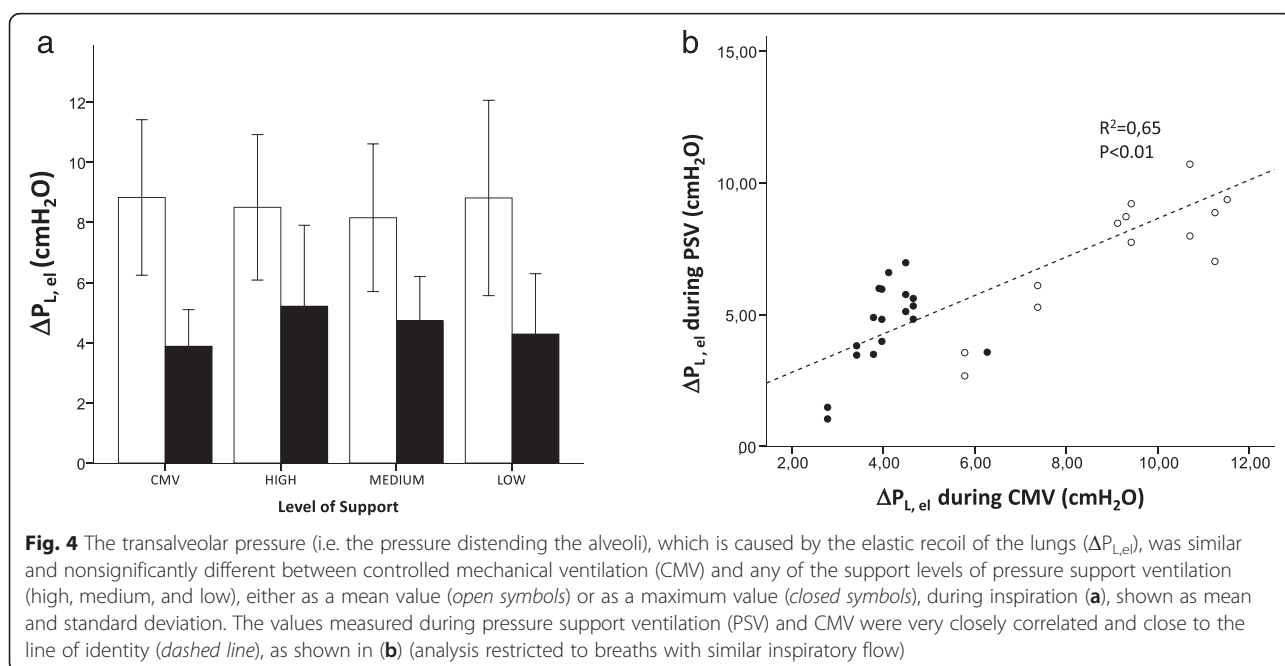 a
ΔP_L, el (cmH2O)
12
10
8
6
4
2
0
CMV
HIGH
MEDIUM
LOW
Level of Support
b
ΔP_L, el during PSV (cmH2O)
15,00
10,00
5,00
,00
R²=0,65
P<0.01
2,00
4,00
6,00
8,00
10,00
12,00
ΔP_L, el during CMV (cmH2O)
Fig. 4 The transalveolar pressure (i.e. the pressure distending the alveoli), which is caused by the elastic recoil of the lungs (ΔP_L,el), was similar
and nonsignificantly different between controlled mechanical ventilation (CMV) and any of the support levels of pressure support ventilation
(high, medium, and low), either as a mean value (open symbols) or as a maximum value (closed symbols), during inspiration (a), shown as mean
and standard deviation. The values measured during pressure support ventilation (PSV) and CMV were very closely correlated and close to the
line of identity (dashed line), as shown in (b) (analysis restricted to breaths with similar inspiratory flow)